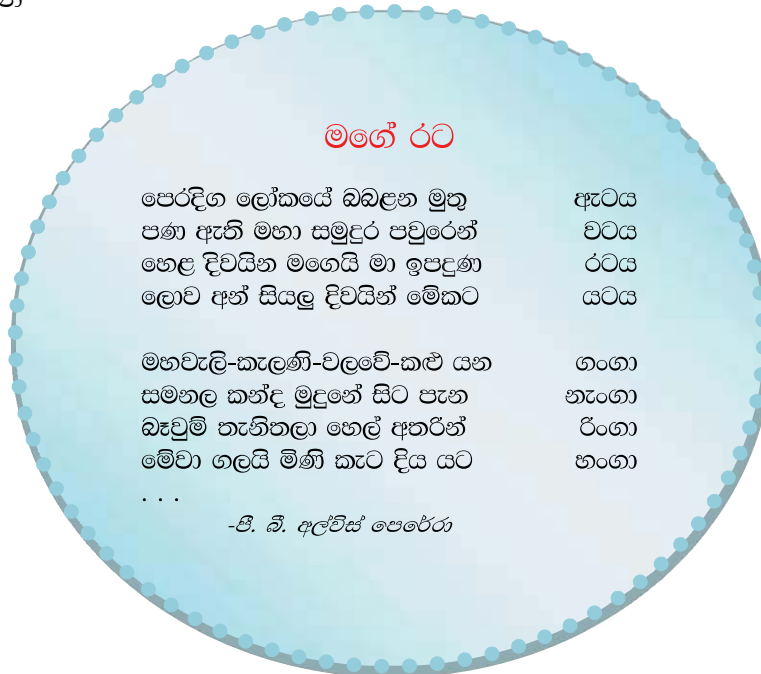 මගේ රට
පෙරදිග ලෝකයේ බබළන මුතු ඇටය
පණ ඇති මහා සමුදුර පවුරෙන් වටය
හෙළ දිවයින මගෙයි මා ඉපදුණ රටය
ලොව අන් සියලු දිවයින් මේකට යටය
මහවැලි-කැලණි-වලවේ-කළු යන ගංගා
සමනල කන්ද මුදුනේ සිට පැන නැංගා
බෑවුම් තැනිතලා හෙල් අතරින් රිංගා
මේවා ගලයි මිණි කැට දිය යට හංගා
. . .
-පී. බී. අල්විස් පෙරේරා